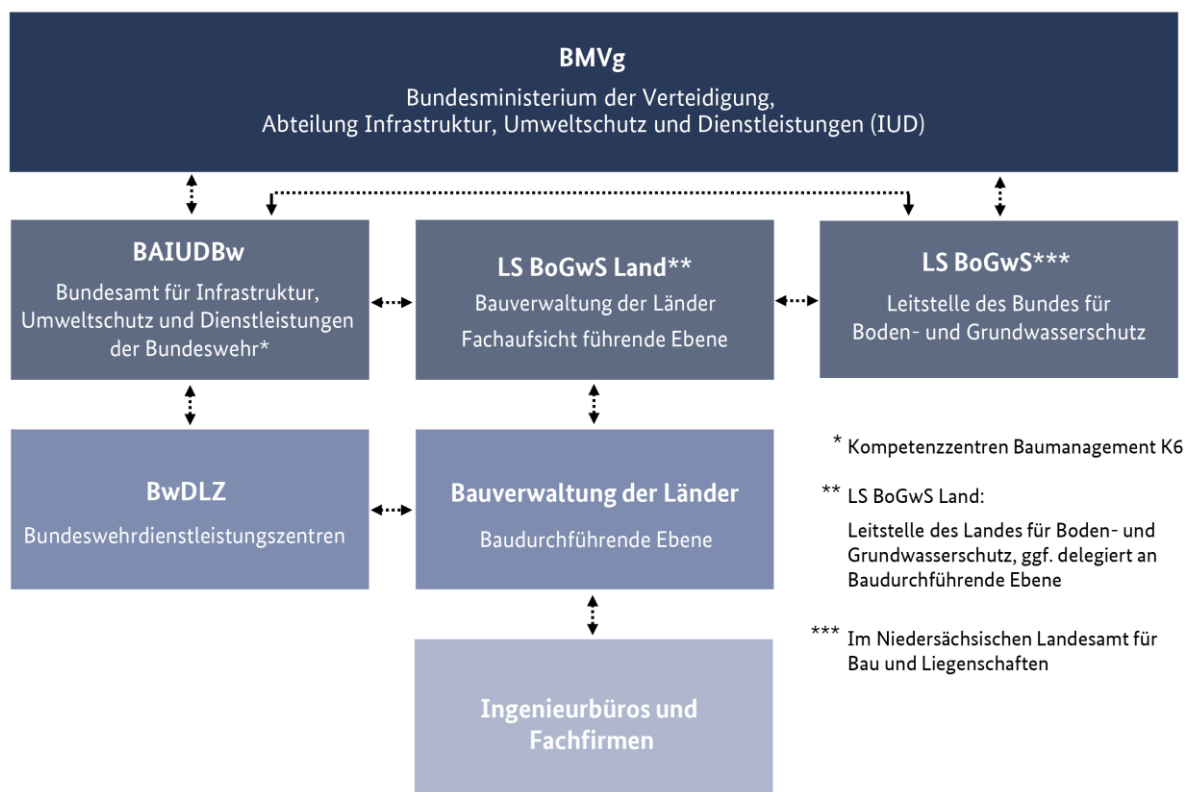 BMVg
Bundesministerium der Verteidigung,
Abteilung Infrastruktur, Umweltschutz und Dienstleistungen (IUD)
BAIUDBw
Bundesamt für Infrastruktur,
Umweltschutz und Dienstleistungen
der Bundeswehr*
LS BoGwS Land**
Bauverwaltung der Länder
Fachaufsicht führende Ebene
LS BoGwS***
Leitstelle des Bundes für
Boden- und Grundwasserschutz
BwDLZ
Bundeswehrdienstleistungszentren
Bauverwaltung der Länder
Baudurchführende Ebene
Ingenieurbüros und
Fachfirmen
* Kompetenzzentren Baumanagement K6
** LS BoGwS Land:
Leitstelle des Landes für Boden- und
Grundwasserschutz, ggf. delegiert an
Baudurchführende Ebene
*** Im Niedersächsischen Landesamt für
Bau und Liegenschaften